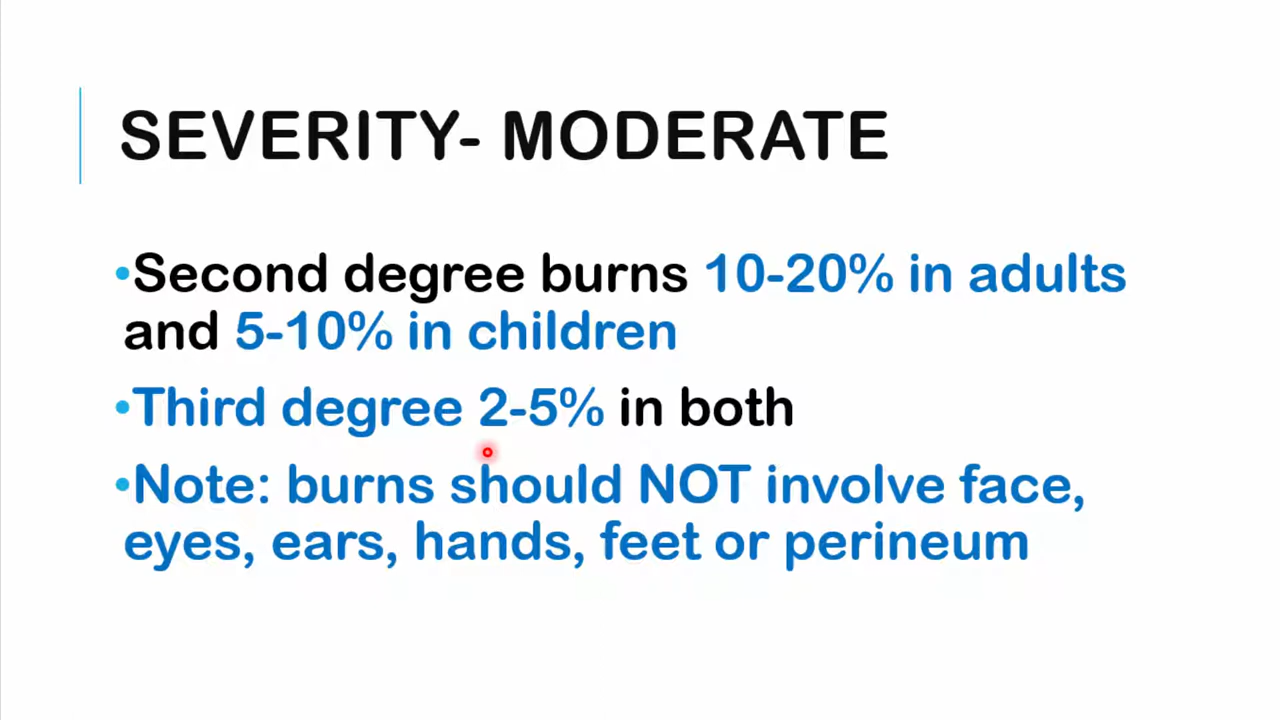 SEVERITY- MODERATE
•Second degree burns 10-20% in adults
and 5-10% in children
•Third degree 2-5% in both
•Note: burns should NOT involve face,
eyes, ears, hands, feet or perineum